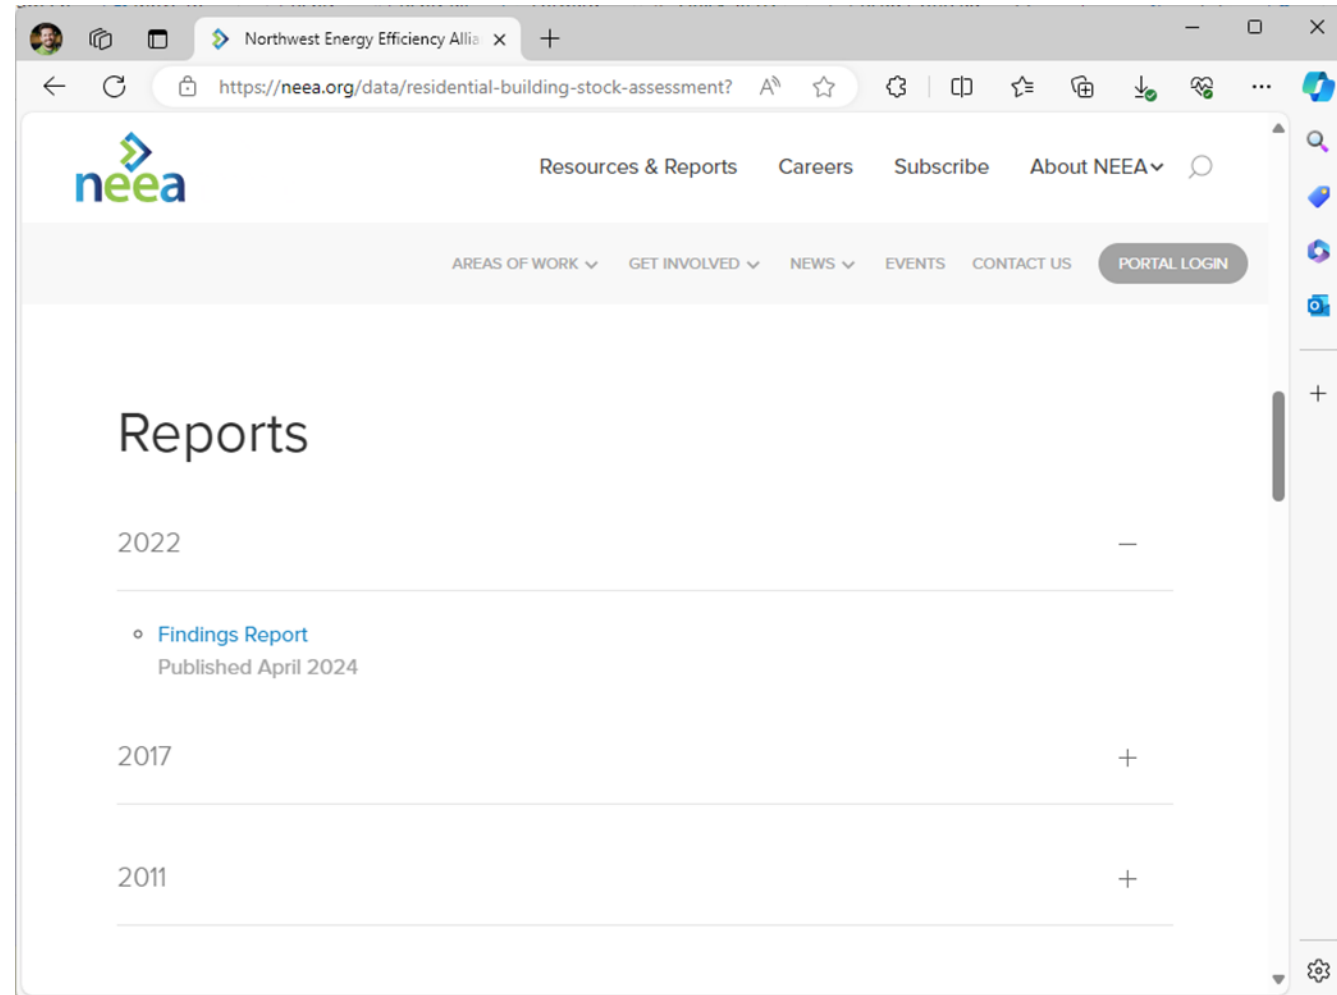 Northwest Energy Efficiency Allia
https://neea.org/data/residential-building-stock-assessment?
neea
Resources & Reports Careers Subscribe About NEEA
AREAS OF WORK GET INVOLVED NEWS EVENTS CONTACT US PORTAL LOGIN
Reports
2022
Findings Report
Published April 2024
2017
2011